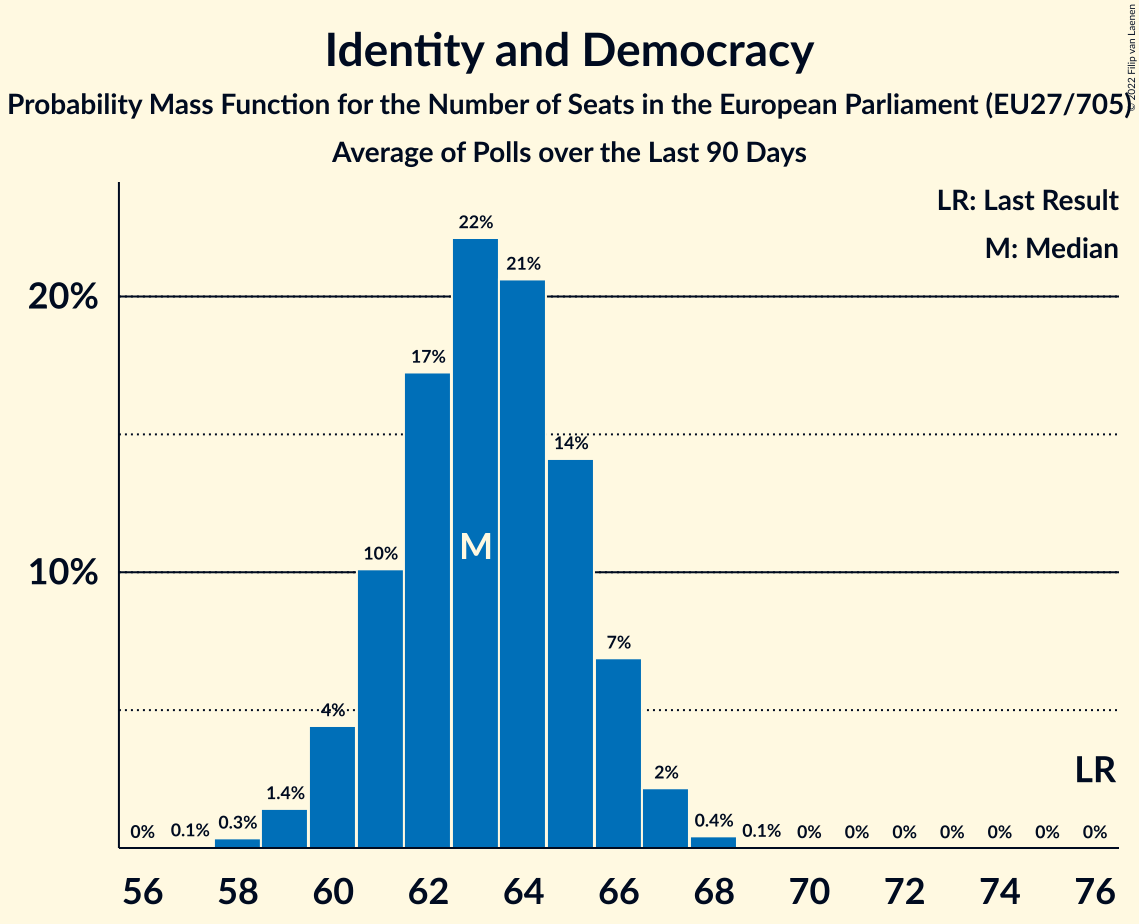 © 2022 Filip van Laenen
Identity and Democracy
Probability Mass Function for the Number of Seats in the European Parliament (EU27/705)
Average of Polls over the Last 90 Days
LR: Last Result
M: Median
22%
21%
20%
17%
14%
M
10%
10%
7%
4%
LR
2%
0% 0.1% 0.3% 1.4% 0.4% 0.1% 0% 0% 0% 0% 0% 0% 0%
56 58 60 62 64 66 68 70 72 74 76